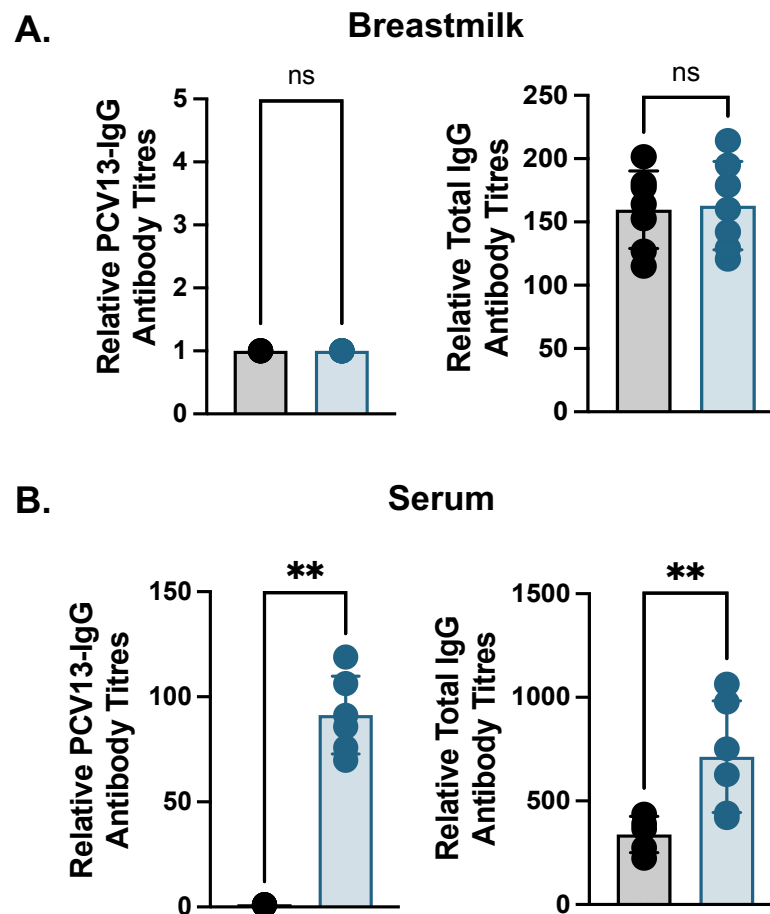 A.
Breastmilk
Relative PCV13-IgG
Antibody Titres
5
4
3
2
1
0
ns
Relative Total IgG
Antibody Titres
250
200
150
100
50
0
ns
B.
Serum
Relative PCV13-IgG
Antibody Titres
150
100
50
0
**
Relative Total IgG
Antibody Titres
1500
1000
500
0
**